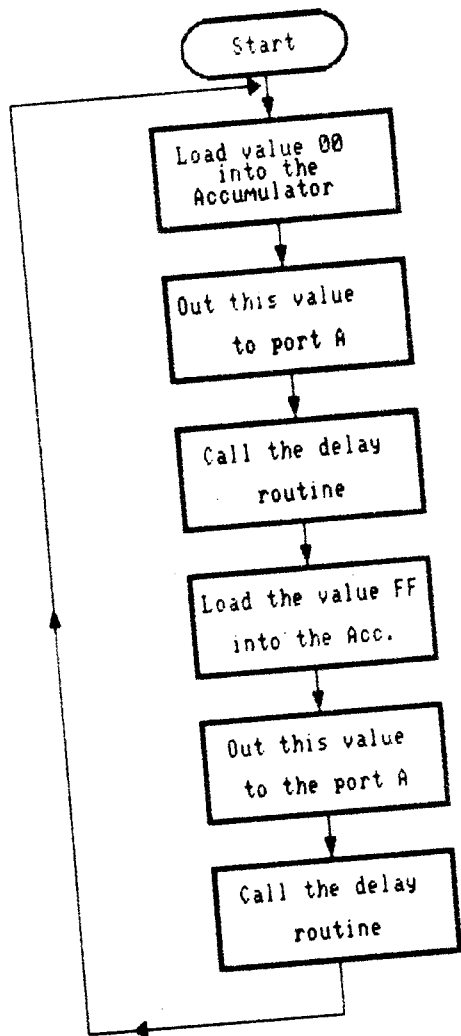 Start
Load value 00
into the
Accumulator
Out this value
to port A
Call the delay
routine
Load the value FF
into the Acc.
Out this value
to the port A
Call the delay
routine